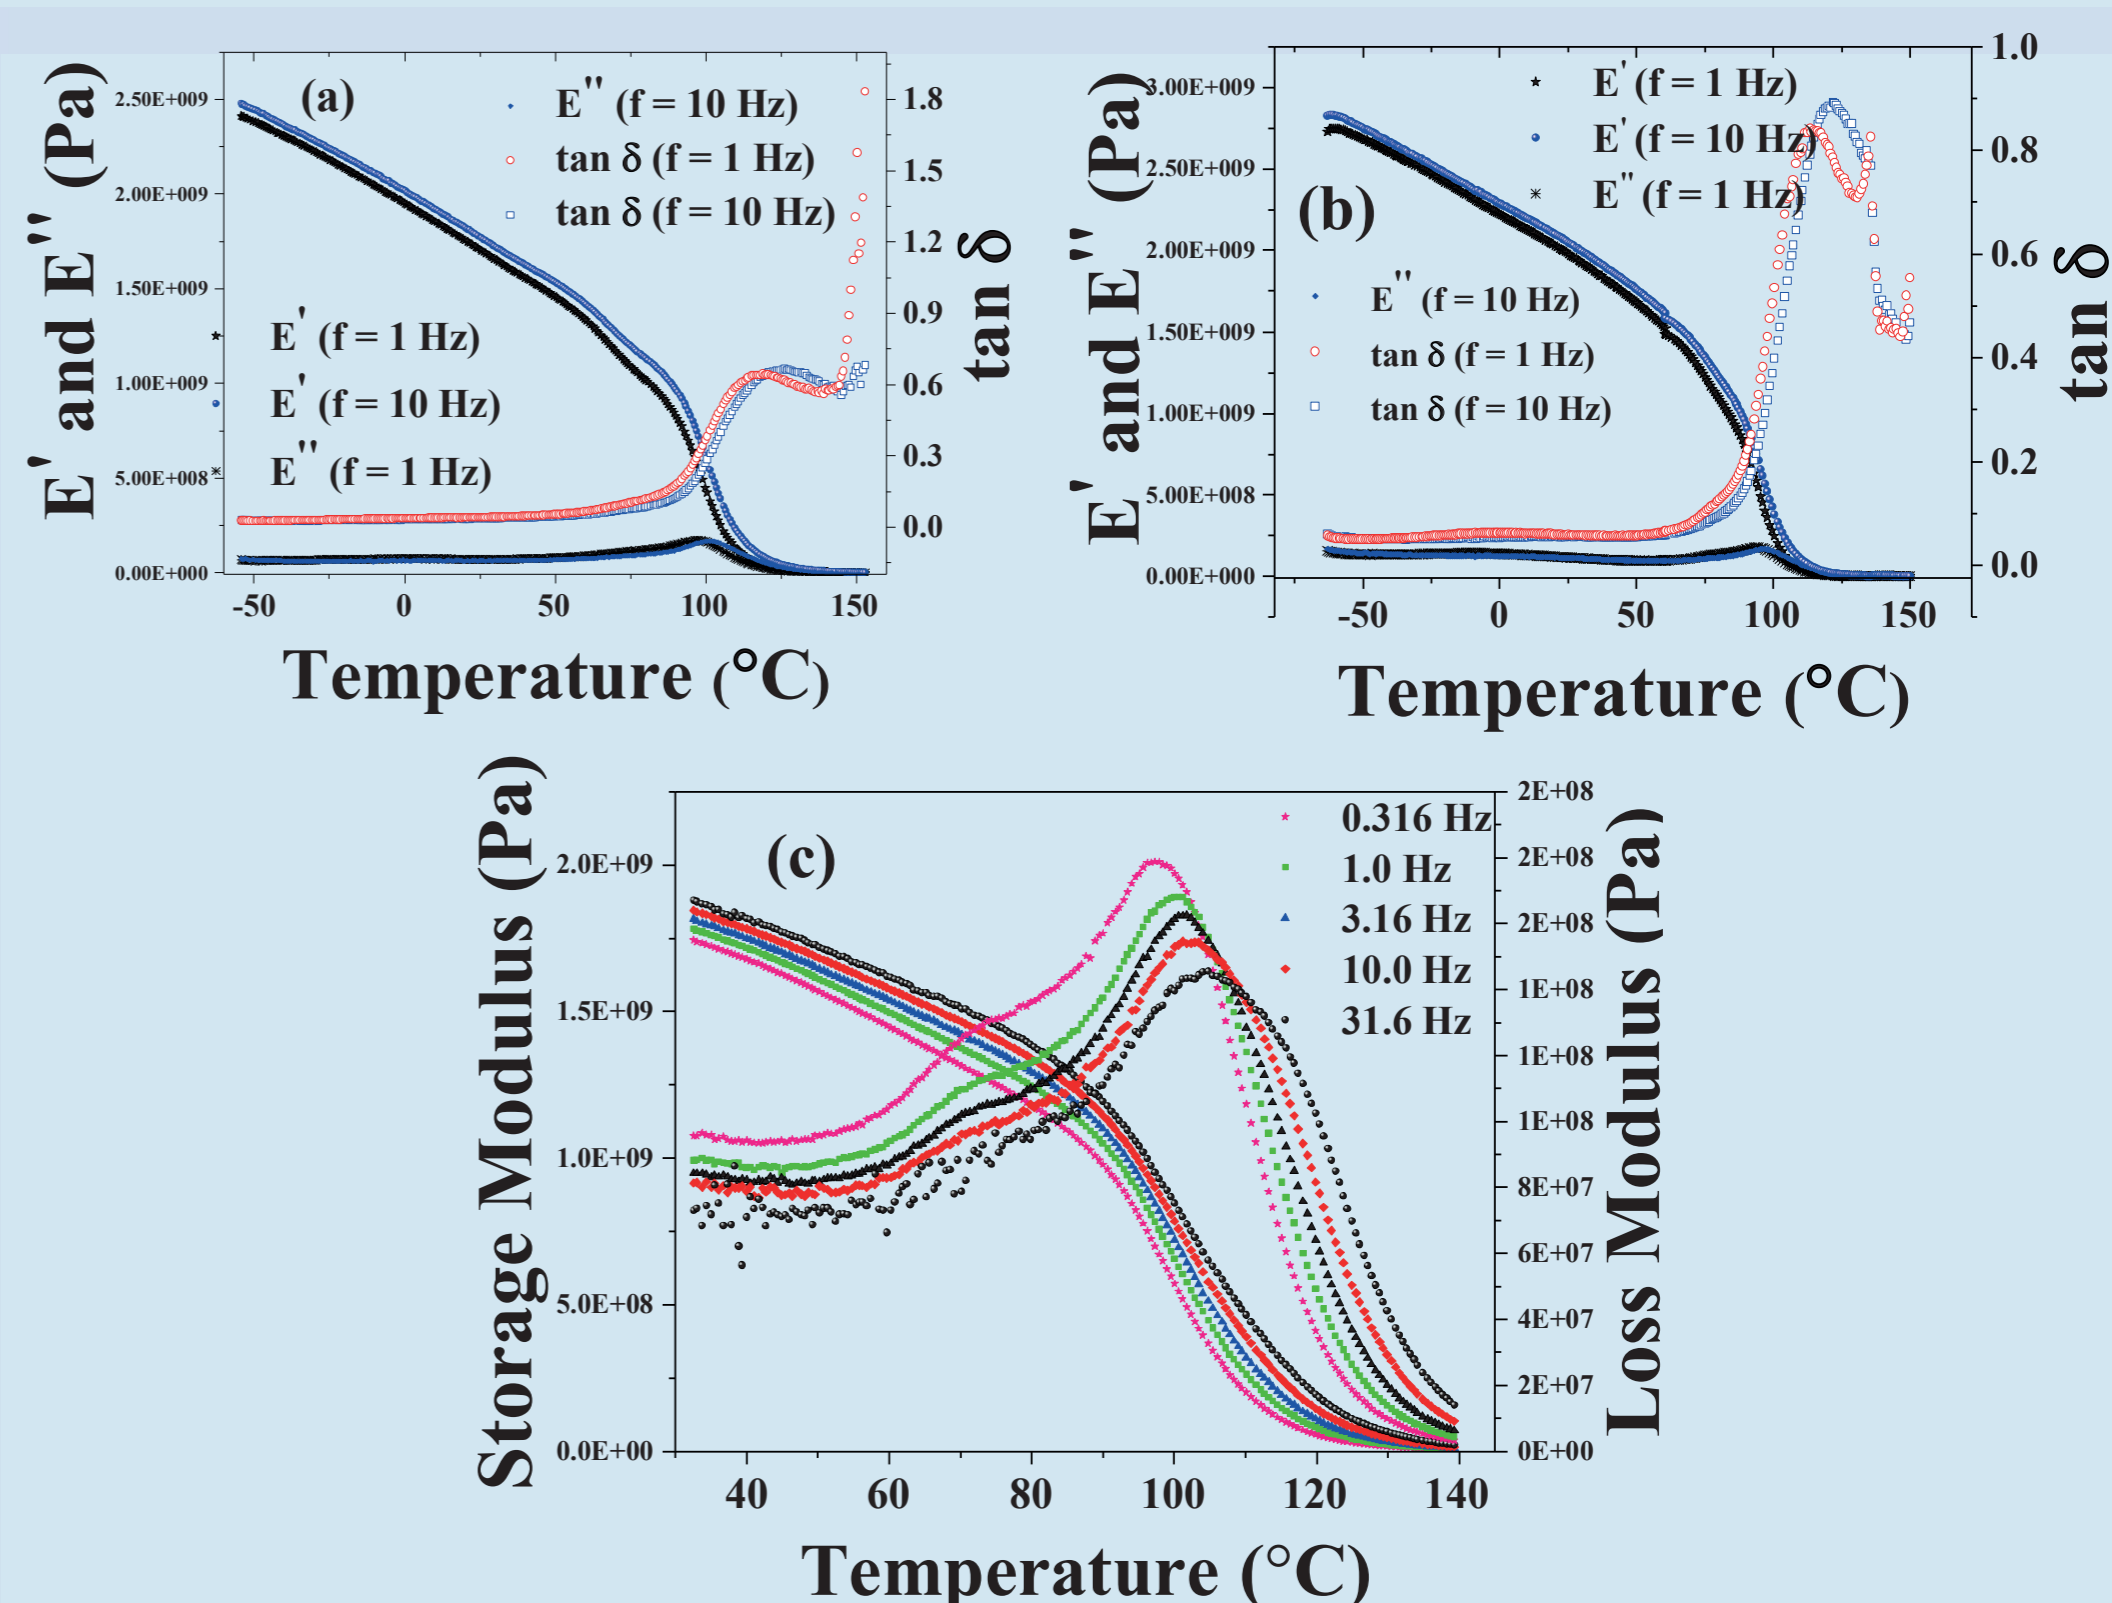 (a)
E'' (f = 10 Hz)
tan δ (f = 1 Hz)
tan δ (f = 10 Hz)
E' (f = 1 Hz)
E' (f = 10 Hz)
E'' (f = 1 Hz)
E' and E'' (Pa)
2.50E+009
2.00E+009
1.50E+009
1.00E+009
5.00E+008
0.00E+000
1.8
1.5
1.2
0.9
0.6
0.3
0.0
tan δ
-50 0 50 100 150
Temperature (°C)
(b)
E' (f = 1 Hz)
E' (f = 10 Hz)
E'' (f = 1 Hz)
E'' (f = 10 Hz)
tan δ (f = 1 Hz)
tan δ (f = 10 Hz)
E' and E'' (Pa)
3.00E+009
2.50E+009
2.00E+009
1.50E+009
1.00E+009
5.00E+008
0.00E+000
1.0
0.8
0.6
0.4
0.2
0.0
tan δ
-50 0 50 100 150
Temperature (°C)
(c)
0.316 Hz
1.0 Hz
3.16 Hz
10.0 Hz
31.6 Hz
Storage Modulus (Pa)
2.0E+09
1.5E+09
1.0E+09
5.0E+08
0.0E+00
2E+08
2E+08
2E+08
1E+08
1E+08
1E+08
8E+07
6E+07
4E+07
2E+07
0E+00
Loss Modulus (Pa)
40 60 80 100 120 140
Temperature (°C)